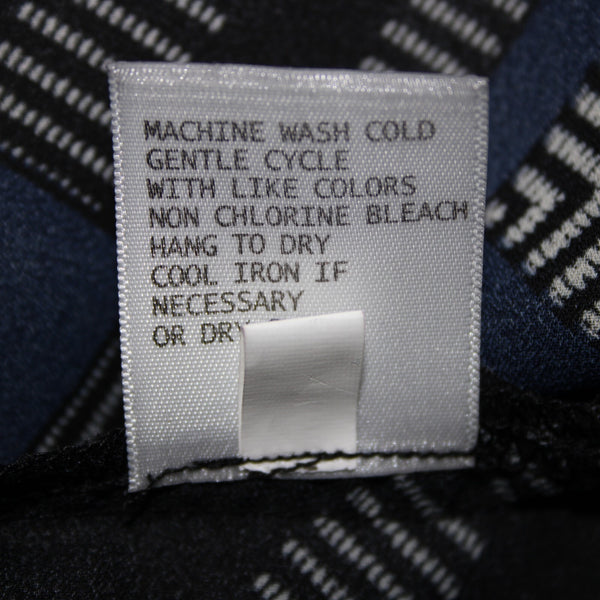 MACHINE WASH COLD
GENTLE CYCLE
WITH LIKE COLORS
NON CHLORINE BLEACH
HANG TO DRY
COOL IRON IF
NECESSARY
OR DRY